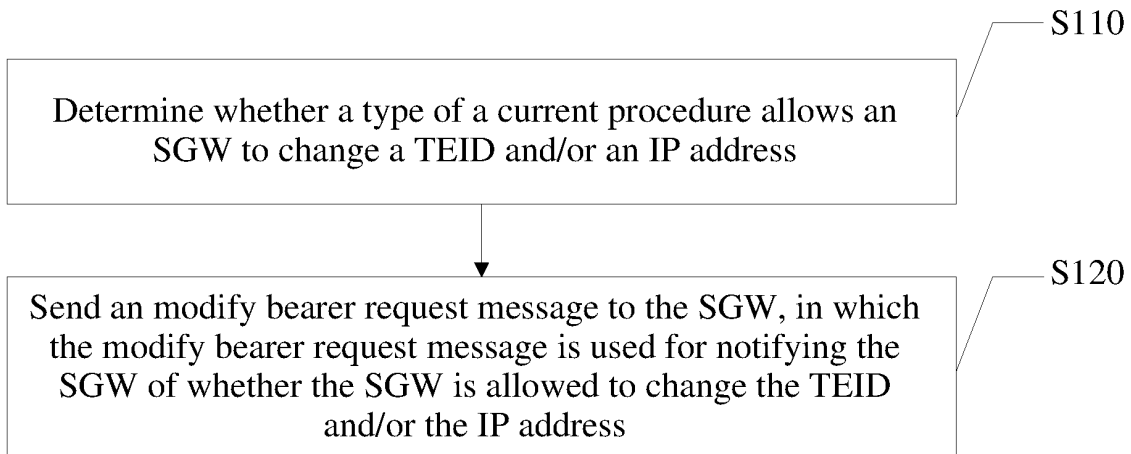 S110
Determine whether a type of a current procedure allows an
SGW to change a TEID and/or an IP address
S120
Send an modify bearer request message to the SGW, in which
the modify bearer request message is used for notifying the
SGW of whether the SGW is allowed to change the TEID
and/or the IP address